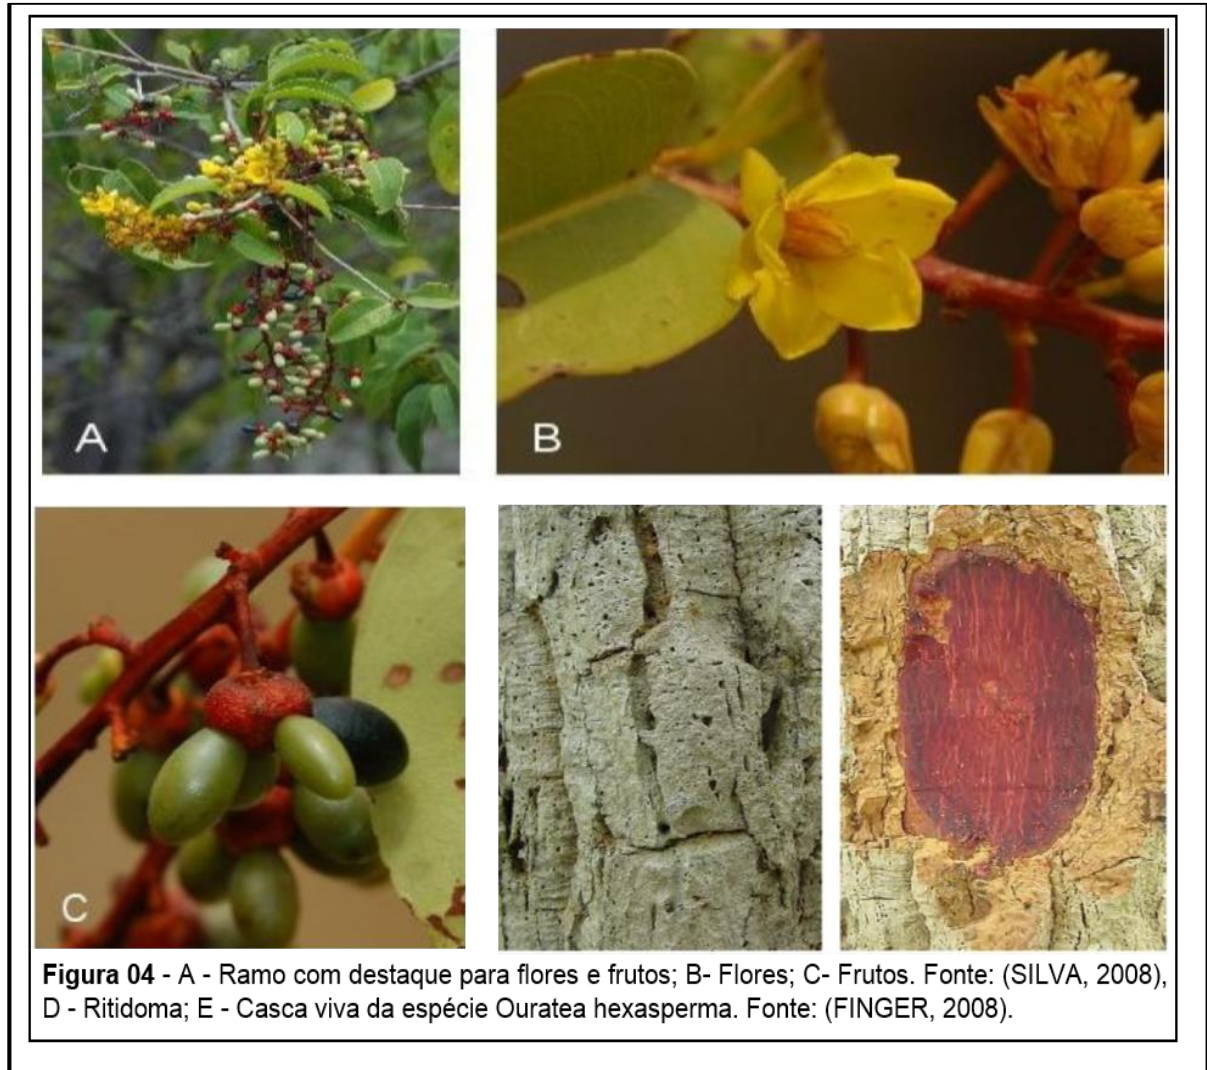 A
B
C
Figura 04 - A - Ramo com destaque para flores e frutos; B- Flores; C- Frutos. Fonte: (SILVA, 2008),
D - Ritidoma; E - Casca viva da espécie Ouratea hexasperma. Fonte: (FINGER, 2008).